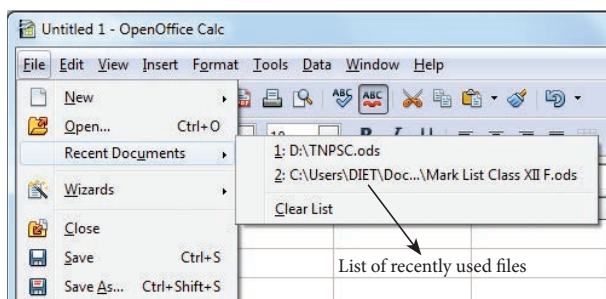 Untitled 1 - OpenOffice Calc
File Edit View Insert Format Tools Data Window Help
New
Open... Ctrl+O
Recent Documents
1: D:\TNPSC.ods
2: C:\Users\DIET\Doc...\Mark List Class XII F.ods
Clear List
Wizards
Close
Save Ctrl+S
Save As... Ctrl+Shift+S
List of recently used files